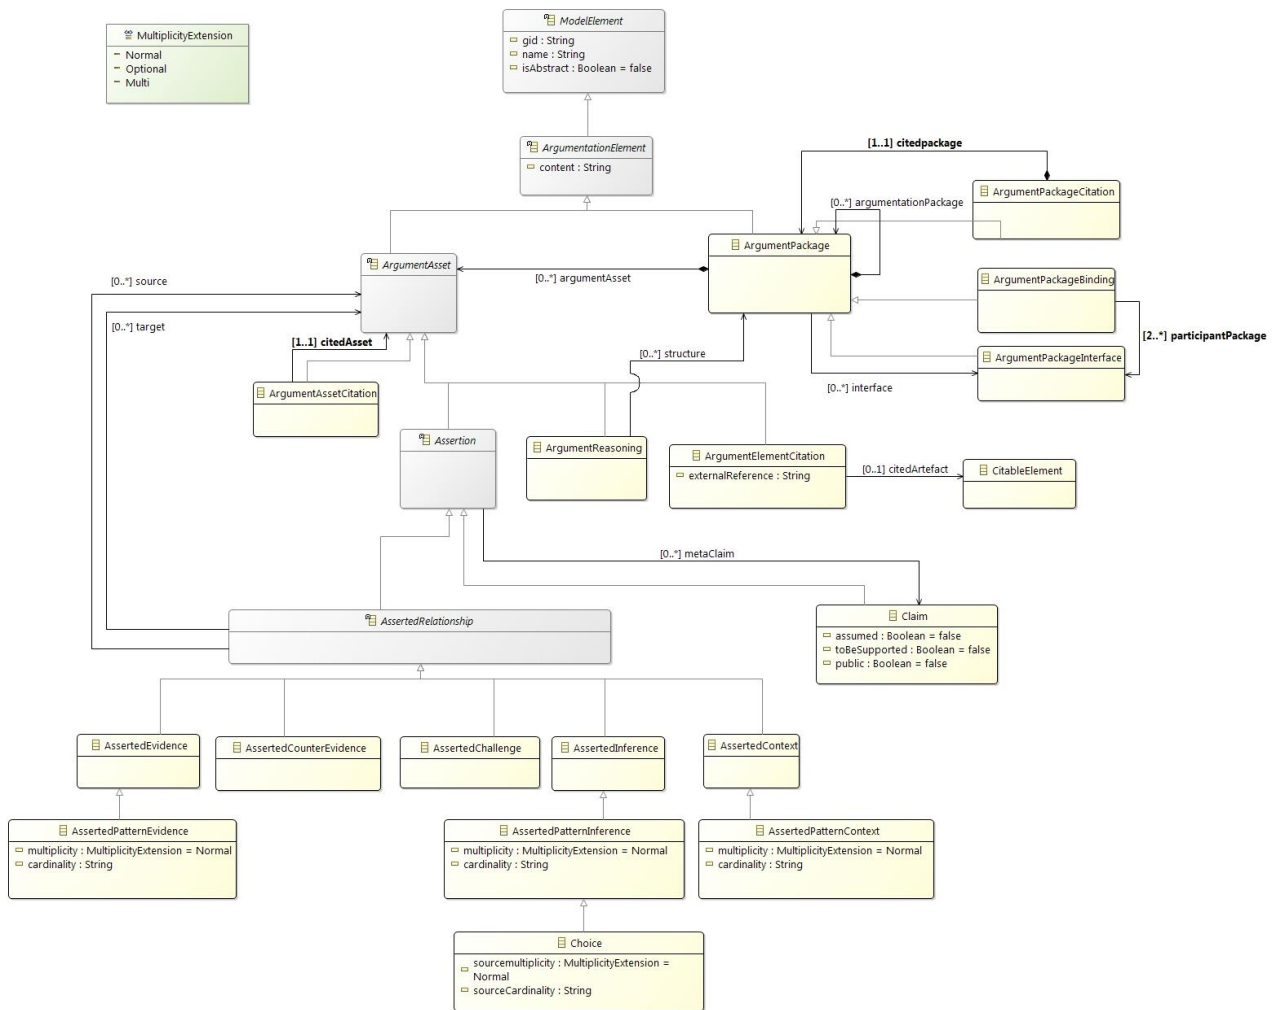 ModelElement
gid : String
name : String
isAbstract : Boolean = false
MultiplicityExtension
Normal
Optional
Multi
ArgumentationElement
content : String
[1..1] citedpackage
ArgumentPackageCitation
[0..*] argumentationPackage
ArgumentPackage
ArgumentAsset
[0..*] argumentAsset
[0..*] source
ArgumentPackageBinding
[0..*] target
[1..1] citedAsset
[2..*] participantPackage
[0..*] structure
ArgumentPackageInterface
[0..*] interface
ArgumentAssetCitation
Assertion
ArgumentReasoning
ArgumentElementCitation
externalReference : String
[0..1] citedArtefact
CitableElement
[0..*] metaClaim
AssertedRelationship
Claim
assumed : Boolean = false
toBeSupported : Boolean = false
public : Boolean = false
AssertedEvidence
AssertedCounterEvidence
AssertedChallenge
AssertedInference
AssertedContext
AssertedPatternEvidence
multiplicity : MultiplicityExtension = Normal
cardinality : String
AssertedPatternInference
multiplicity : MultiplicityExtension = Normal
cardinality : String
AssertedPatternContext
multiplicity : MultiplicityExtension = Normal
cardinality : String
Choice
sourcemultiplicity : MultiplicityExtension =
Normal
sourceCardinality : String